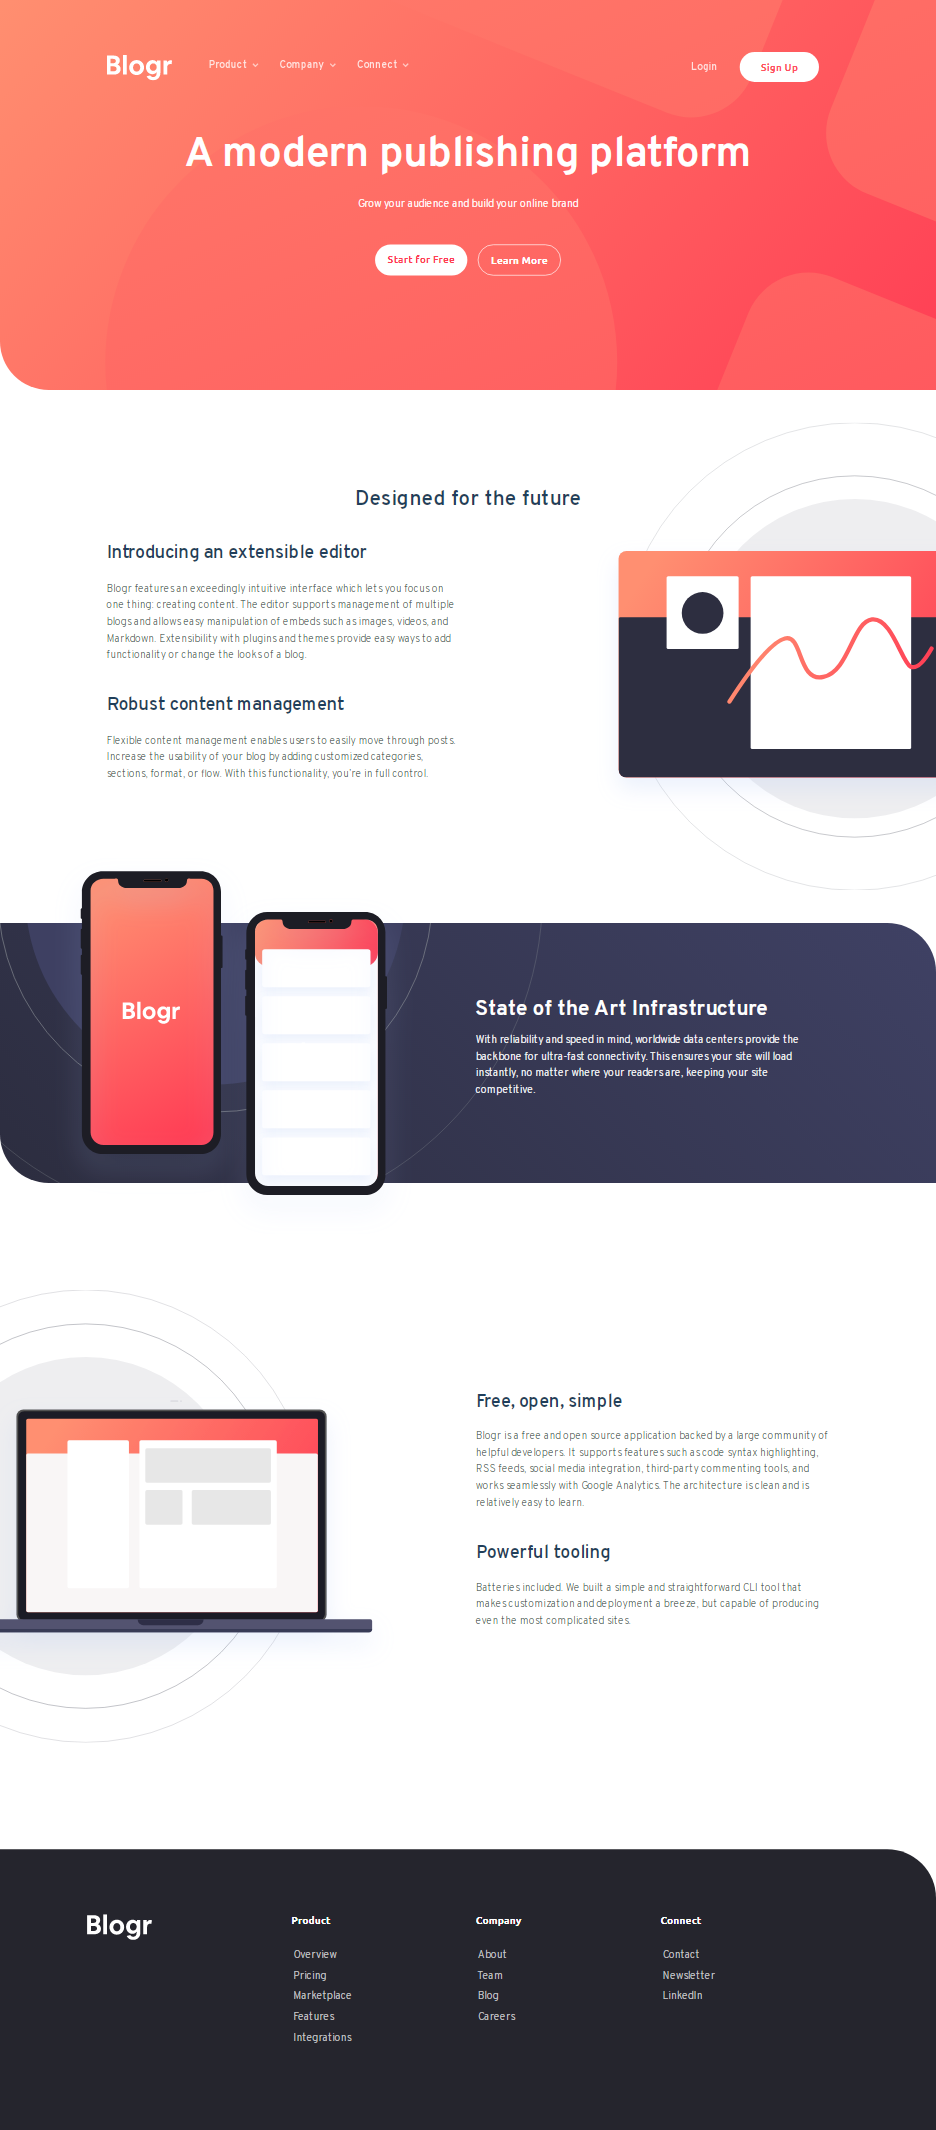 Blogr
Product
Company
Connect
Login
Sign Up
A modern publishing platform
Grow your audience and build your online brand
Start for Free
Learn More
Designed for the future
Introducing an extensible editor
Blogr features an exceedingly intuitive interface which lets you focus on
one thing: creating content. The editor supports management of multiple
blogs and allows easy manipulation of embeds such as images, videos, and
Markdown. Extensibility with plugins and themes provide easy ways to add
functionality or change the looks of a blog.
Robust content management
Flexible content management enables users to easily move through posts.
Increase the usability of your blog by adding customized categories,
sections, format, or flow. With this functionality, you're in full control.
Blogr
State of the Art Infrastructure
With reliability and speed in mind, worldwide data centers provide the
backbone for ultra-fast connectivity. This ensures your site will load
instantly, no matter where your readers are, keeping your site
competitive.
Free, open, simple
Blogr is a free and open source application backed by a large community of
helpful developers. It supports features such as code syntax highlighting,
RSS feeds, social media integration, third-party commenting tools, and
works seamlessly with Google Analytics. The architecture is clean and is
relatively easy to learn.
Powerful tooling
Batteries included. We built a simple and straightforward CLI tool that
makes customization and deployment a breeze, but capable of producing
even the most complicated sites.
Blogr
Product
Overview
Pricing
Marketplace
Features
Integrations
Company
About
Team
Blog
Careers
Connect
Contact
Newsletter
LinkedIn